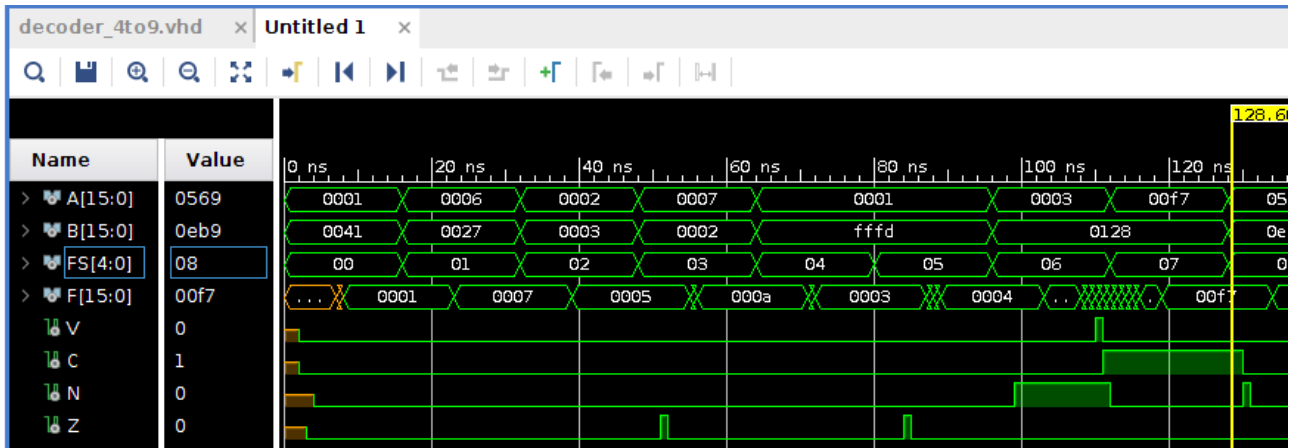 decoder_4to9.vhd × Untitled 1 ×
128.60
Name Value 0 ns 20 ns 40 ns 60 ns 80 ns 100 ns 120 ns
> A[15:0] 0569 0001 0006 0002 0007 0001 0003 00f7 05
> B[15:0] 0eb9 0041 0027 0003 0002 fffd 0128 0e
> FS[4:0] 08 00 01 02 03 04 05 06 07 0
> F[15:0] 00f7 ... 0001 0007 0005 000a 0003 0004 .. . 00f7
V 0
C 1
N 0
Z 0